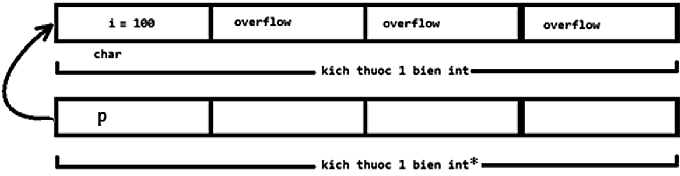 i = 100 overflow overflow overflow
char
kich thuoc 1 bien int
p
kich thuoc 1 bien int*